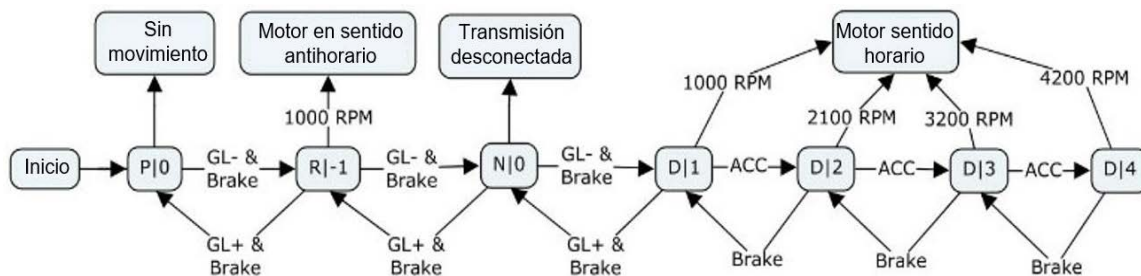 Sin
movimiento
Motor en sentido
antihorario
Transmisión
desconectada
Motor sentido
horario
1000 RPM
1000 RPM
2100 RPM
3200 RPM
4200 RPM
Inicio
P|0
GL- &
Brake
R|-1
GL- &
Brake
N|0
GL- &
Brake
D|1
ACC
D|2
ACC
D|3
ACC
D|4
GL+ &
Brake
GL+ &
Brake
GL+ &
Brake
Brake
Brake
Brake